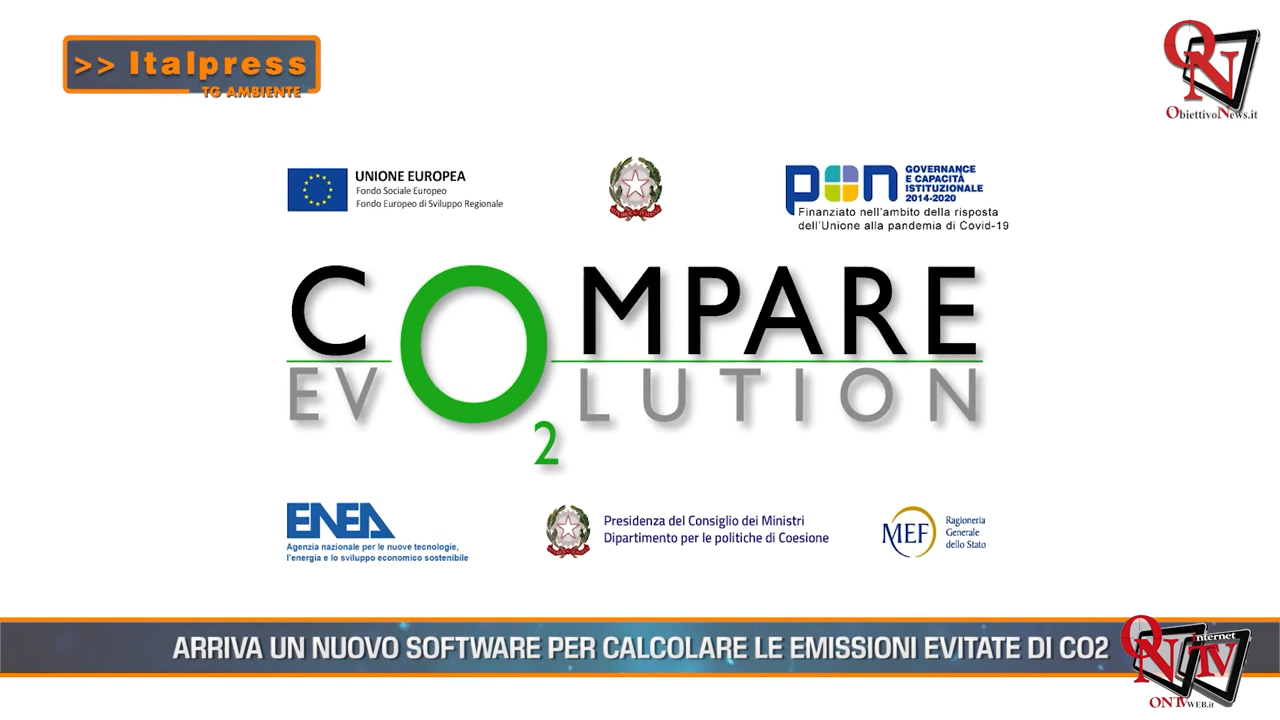 >> Italpress
TG AMBIENTE
ON
ObiettivoNews.it
UNIONE EUROPEA
Fondo Sociale Europeo
Fondo Europeo di Sviluppo Regionale
pon
GOVERNANCE
E CAPACITÀ
ISTITUZIONALE
2014-2020
Finanziato nell'ambito della risposta
dell'Unione alla pandemia di Covid-19
COMPARE
EVOLUTION
2
ENEA
Agenzia nazionale per le nuove tecnologie,
l'energia e lo sviluppo economico sostenibile
Presidenza del Consiglio dei Ministri
Dipartimento per le politiche di Coesione
MEF
Ragioneria
Generale
dello Stato
ARRIVA UN NUOVO SOFTWARE PER CALCOLARE LE EMISSIONI EVITATE DI CO2
internet
ON TV
ONTVWEB.it